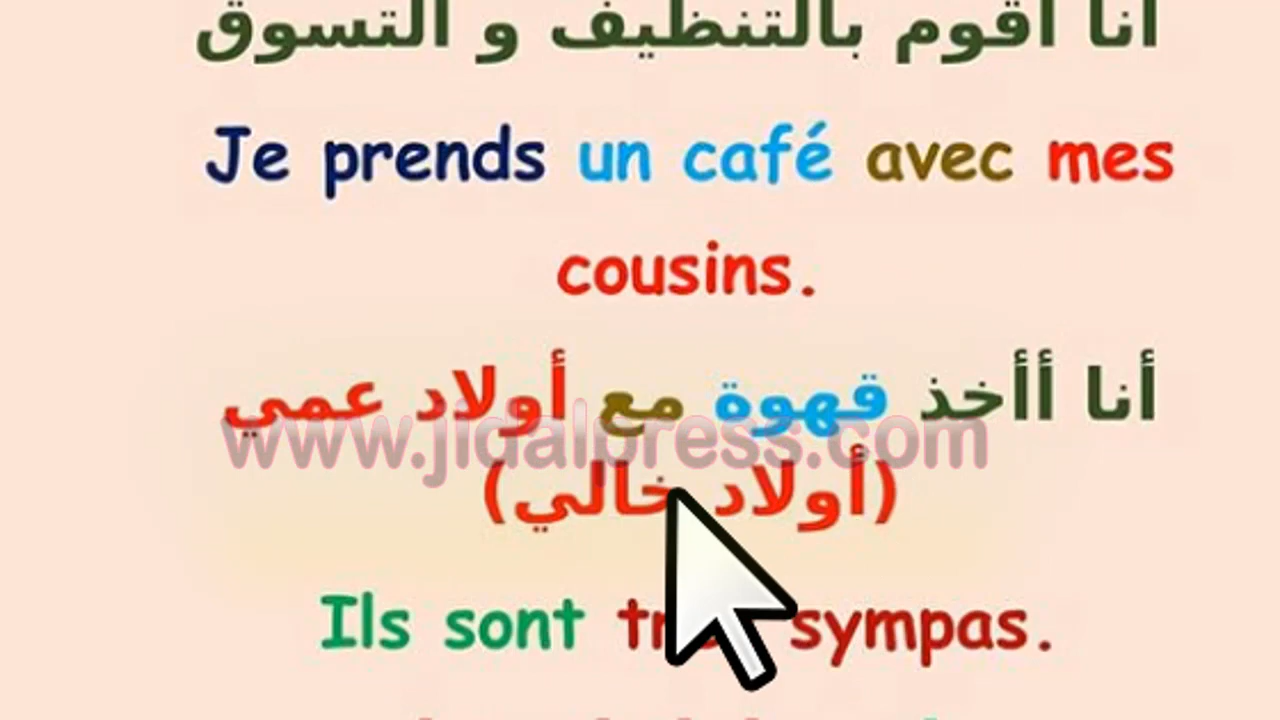 أنا أقوم بالتنظيف و التسوق
Je prends un café avec mes
cousins.
أنا أأخذ قهوة مع أولاد عمي
www.jidalpress.com
(أولاد خالي)
Ils sont sympas.